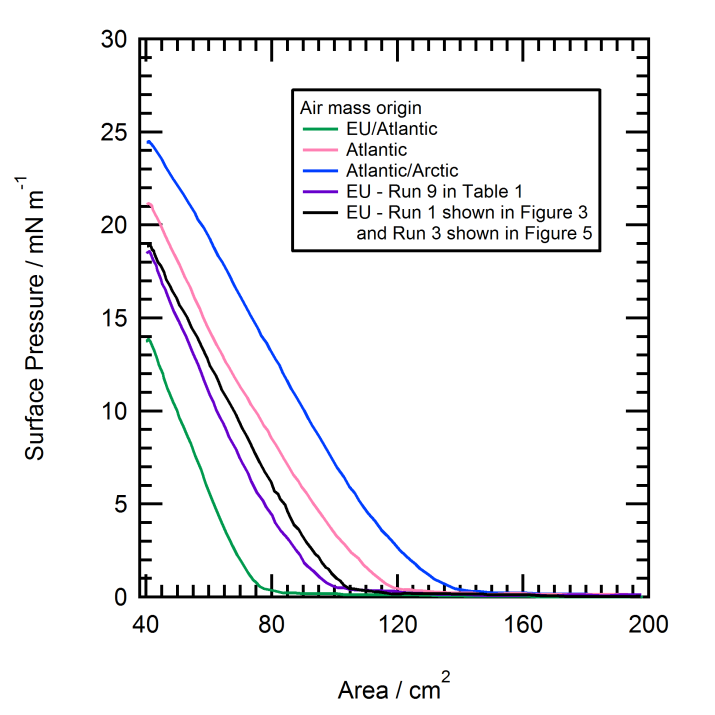 30
25
20
15
10
5
0
Surface Pressure / mN m⁻¹
Air mass origin
EU/Atlantic
Atlantic
Atlantic/Arctic
EU - Run 9 in Table 1
EU - Run 1 shown in Figure 3
and Run 3 shown in Figure 5
40 80 120 160 200
Area / cm²